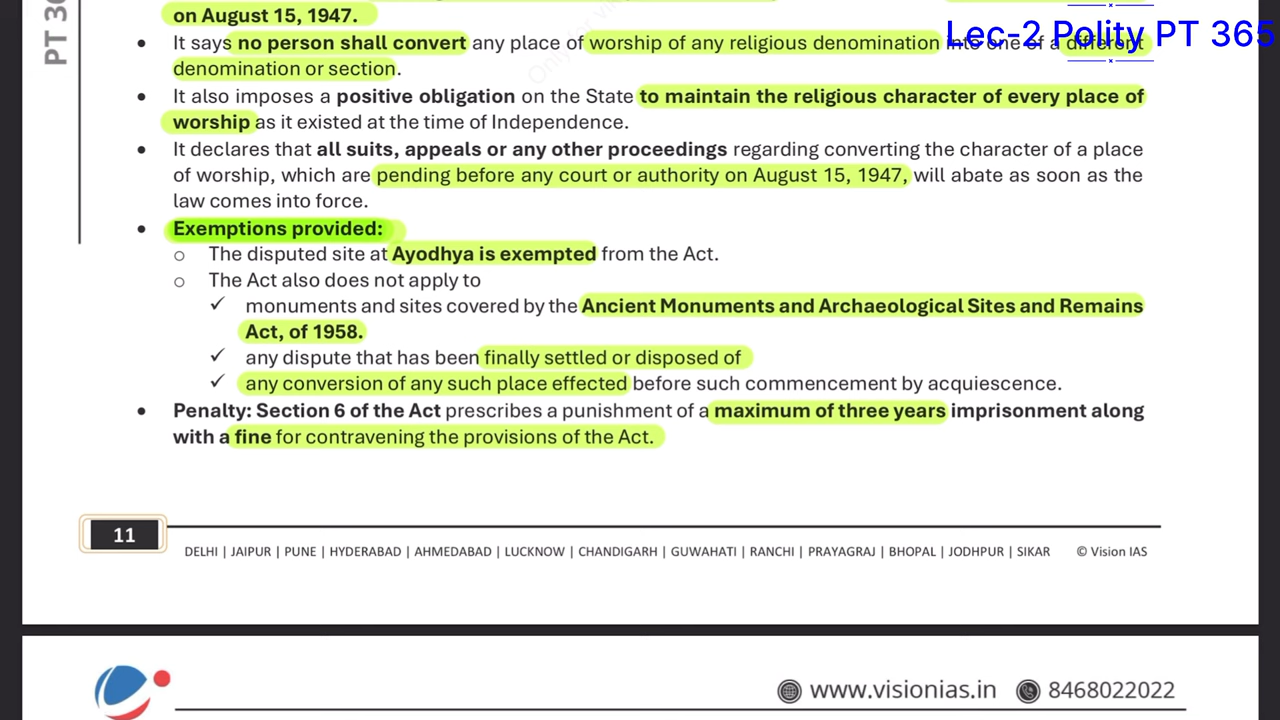 on August 15, 1947.
Lec-2 Polity PT 365
• It says no person shall convert any place of worship of any religious denomination into one of a different
denomination or section.
• It also imposes a positive obligation on the State to maintain the religious character of every place of
worship as it existed at the time of Independence.
• It declares that all suits, appeals or any other proceedings regarding converting the character of a place
of worship, which are pending before any court or authority on August 15, 1947, will abate as soon as the
law comes into force.
• Exemptions provided:
o The disputed site at Ayodhya is exempted from the Act.
o The Act also does not apply to
✓ monuments and sites covered by the Ancient Monuments and Archaeological Sites and Remains
Act, of 1958.
✓ any dispute that has been finally settled or disposed of
✓ any conversion of any such place effected before such commencement by acquiescence.
• Penalty: Section 6 of the Act prescribes a punishment of a maximum of three years imprisonment along
with a fine for contravening the provisions of the Act.
11
DELHI | JAIPUR | PUNE | HYDERABAD | AHMEDABAD | LUCKNOW | CHANDIGARH | GUWAHATI | RANCHI | PRAYAGRAJ | BHOPAL | JODHPUR | SIKAR © Vision IAS
www.visionias.in 8468022022